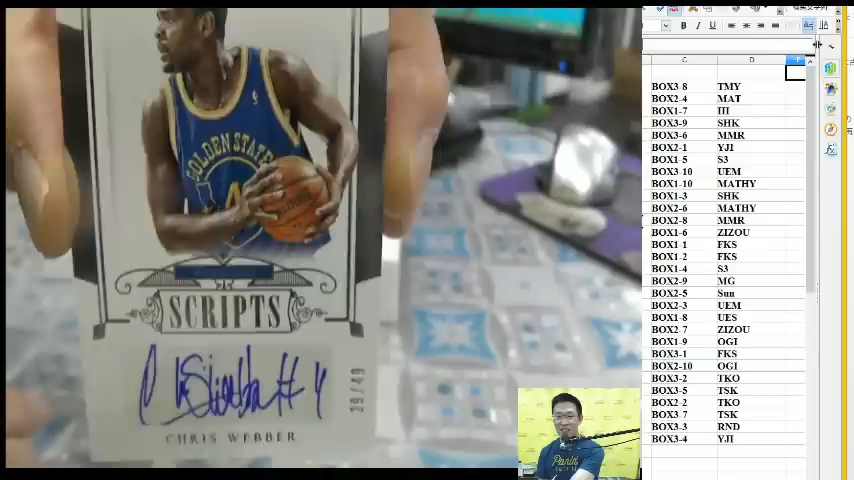 GOLDEN STATE
4
SPALDING
SCRIPTS
29/49
CHRIS WEBBER
Panini
C D
BOX3-8 TMY
BOX2-4 MAT
BOX1-7 III
BOX3-9 SHK
BOX3-6 MMR
BOX2-1 YJI
BOX1-5 S3
BOX3-10 UEM
BOX1-10 MATHY
BOX1-3 SHK
BOX2-6 MATHY
BOX2-8 MMR
BOX1-6 ZIZOU
BOX1-1 FKS
BOX1-2 FKS
BOX1-4 S3
BOX2-9 MG
BOX2-5 Sun
BOX2-3 UEM
BOX1-8 UES
BOX2-7 ZIZOU
BOX1-9 OGI
BOX3-1 FKS
BOX2-10 OGI
BOX3-2 TKO
BOX3-5 TSK
BOX2-2 TKO
BOX3-7 TSK
BOX3-3 RND
BOX3-4 YJI